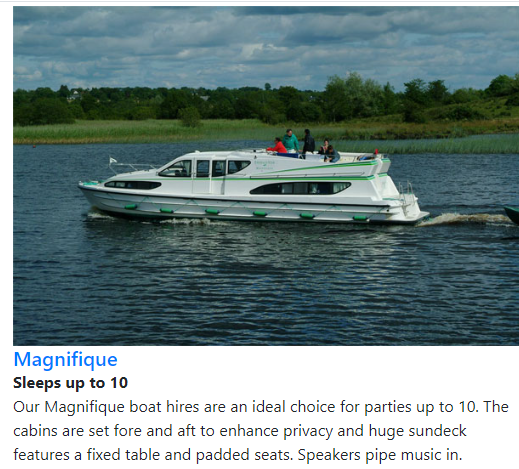 Magnifique
Sleeps up to 10
Our Magnifique boat hires are an ideal choice for parties up to 10. The
cabins are set fore and aft to enhance privacy and huge sundeck
features a fixed table and padded seats. Speakers pipe music in.